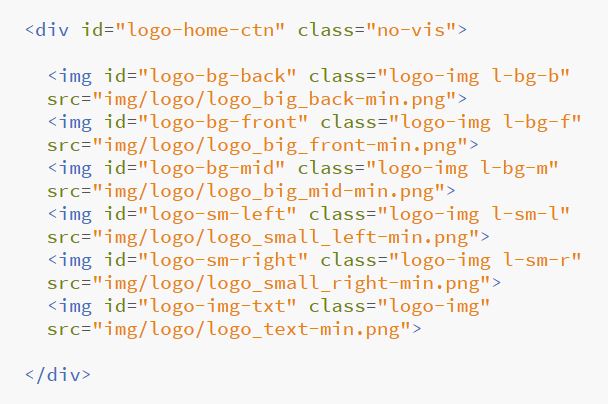 <div id="logo-home-ctn" class="no-vis">
<img id="logo-bg-back" class="logo-img l-bg-b"
src="img/logo/logo_big_back-min.png">
<img id="logo-bg-front" class="logo-img l-bg-f"
src="img/logo/logo_big_front-min.png">
<img id="logo-bg-mid" class="logo-img l-bg-m"
src="img/logo/logo_big_mid-min.png">
<img id="logo-sm-left" class="logo-img l-sm-l"
src="img/logo/logo_small_left-min.png">
<img id="logo-sm-right" class="logo-img l-sm-r"
src="img/logo/logo_small_right-min.png">
<img id="logo-img-txt" class="logo-img"
src="img/logo/logo_text-min.png">
</div>